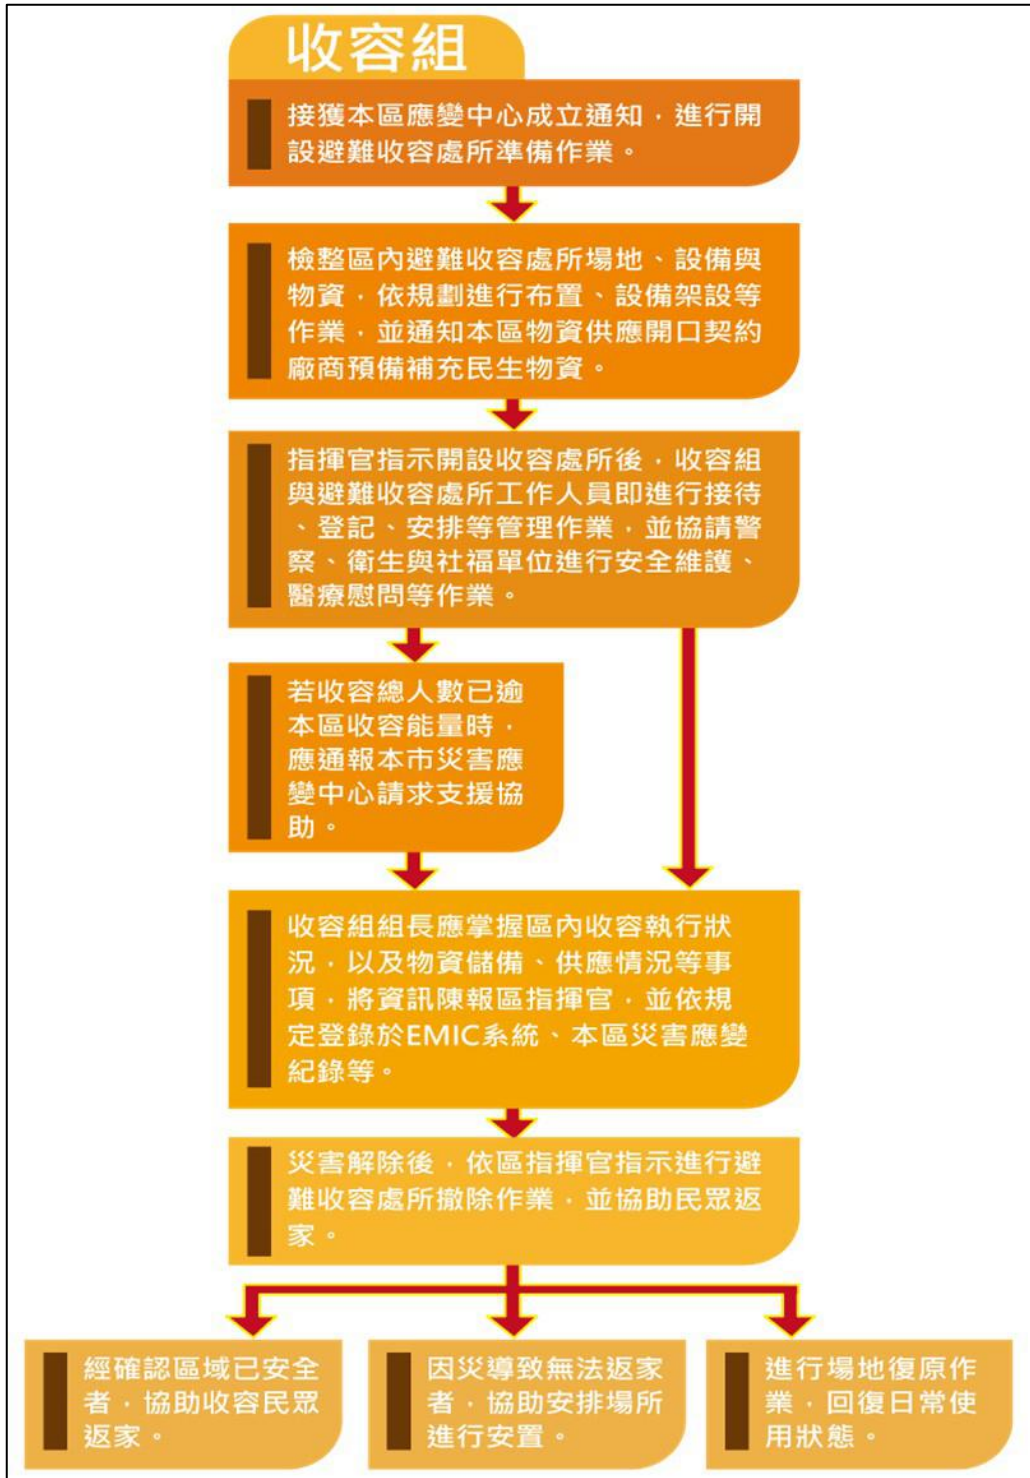 收容組
接獲本區應變中心成立通知，進行開
設避難收容處所準備作業。
檢整區內避難收容處所場地、設備與
物資，依規劃進行布置、設備架設等
作業，並通知本區物資供應開口契約
廠商預備補充民生物資。
指揮官指示開設收容處所後，收容組
與避難收容處所工作人員即進行接待
、登記、安排等管理作業，並協請警
察、衛生與社福單位進行安全維護、
醫療慰問等作業。
若收容總人數已逾
本區收容能量時，
應通報本市災害應
變中心請求支援協
助。
收容組組長應掌握區內收容執行狀
況，以及物資儲備、供應情況等事
項，將資訊陳報區指揮官，並依規
定登錄於EMIC系統、本區災害應變
紀錄等。
災害解除後，依區指揮官指示進行避
難收容處所撤除作業，並協助民眾返
家。
經確認區域已安全
者，協助收容民眾
返家。
因災導致無法返家
者，協助安排場所
進行安置。
進行場地復原作
業，回復日常使
用狀態。